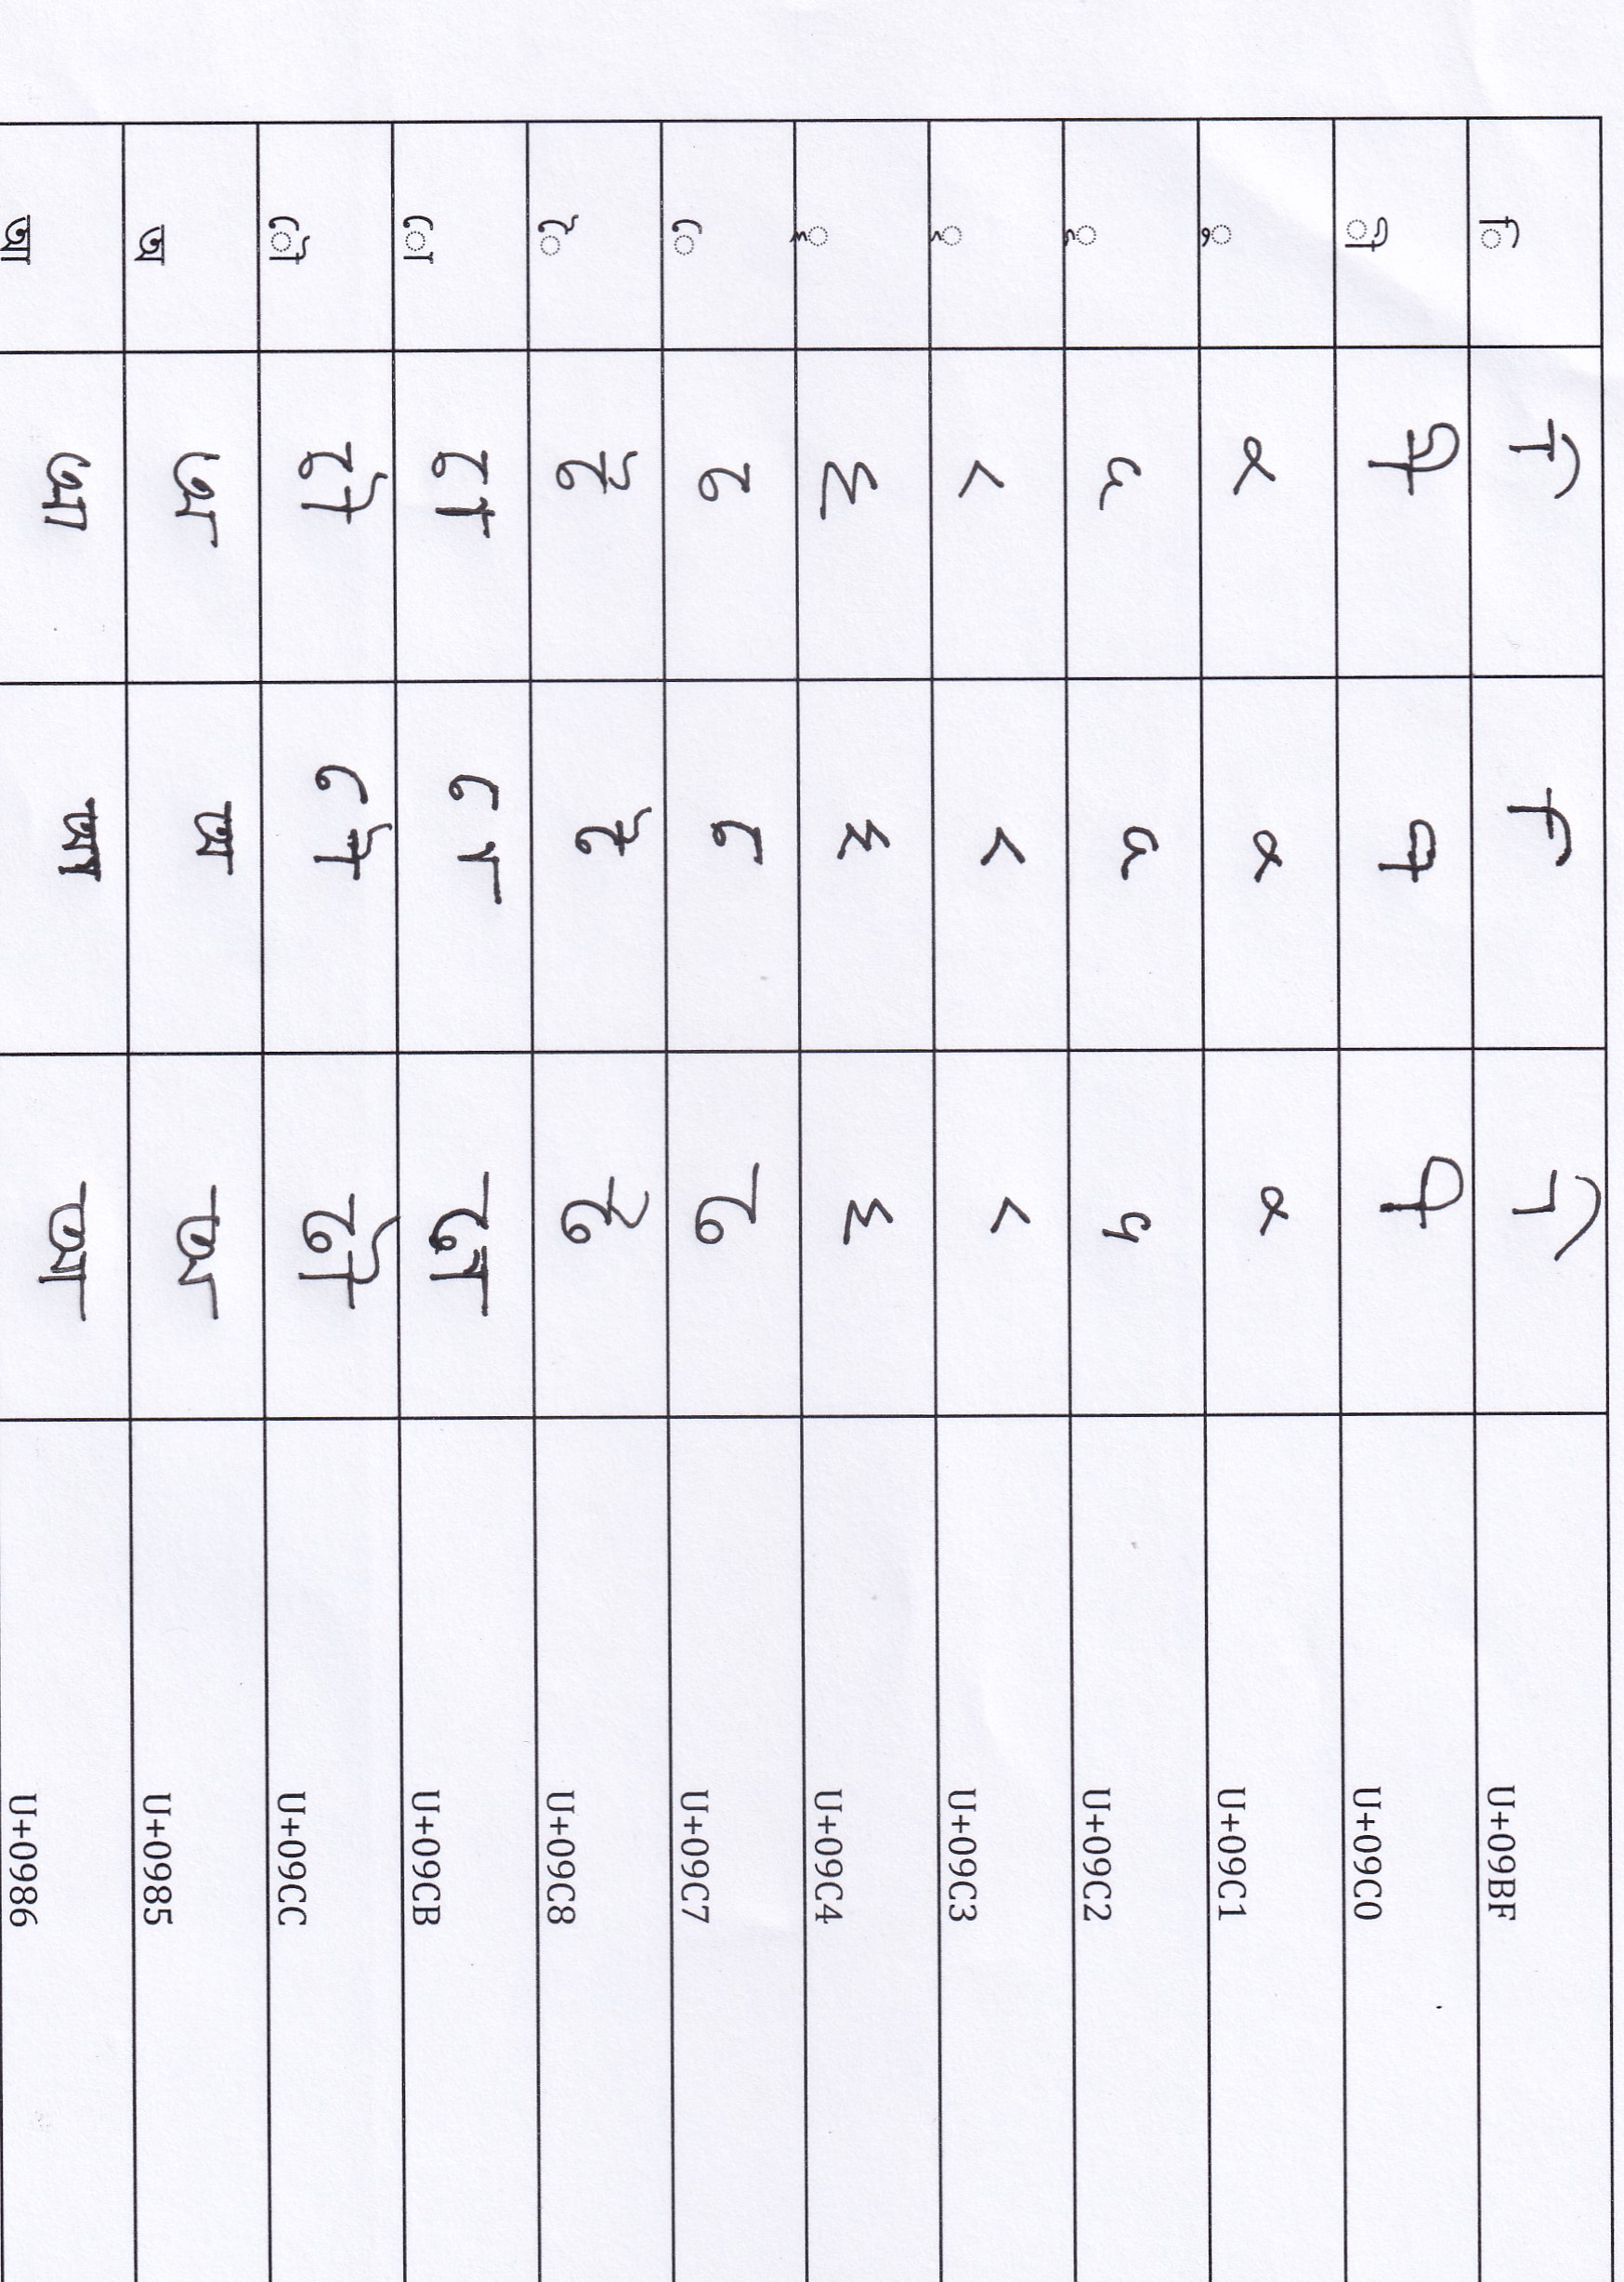 ি ি ি ি U+09BF
ী ী ী ী U+09C0
ু ু ু ু U+09C1
ূ ূ ূ ূ U+09C2
ৃ ৃ ৃ ৃ U+09C3
ৄ ৄ ৄ ৄ U+09C4
ে ে ে ে U+09C7
ৈ ৈ ৈ ৈ U+09C8
ো ো ো ো U+09CB
ৌ ৌ ৌ ৌ U+09CC
অ অ অ অ U+0985
আ আ আ আ U+0986